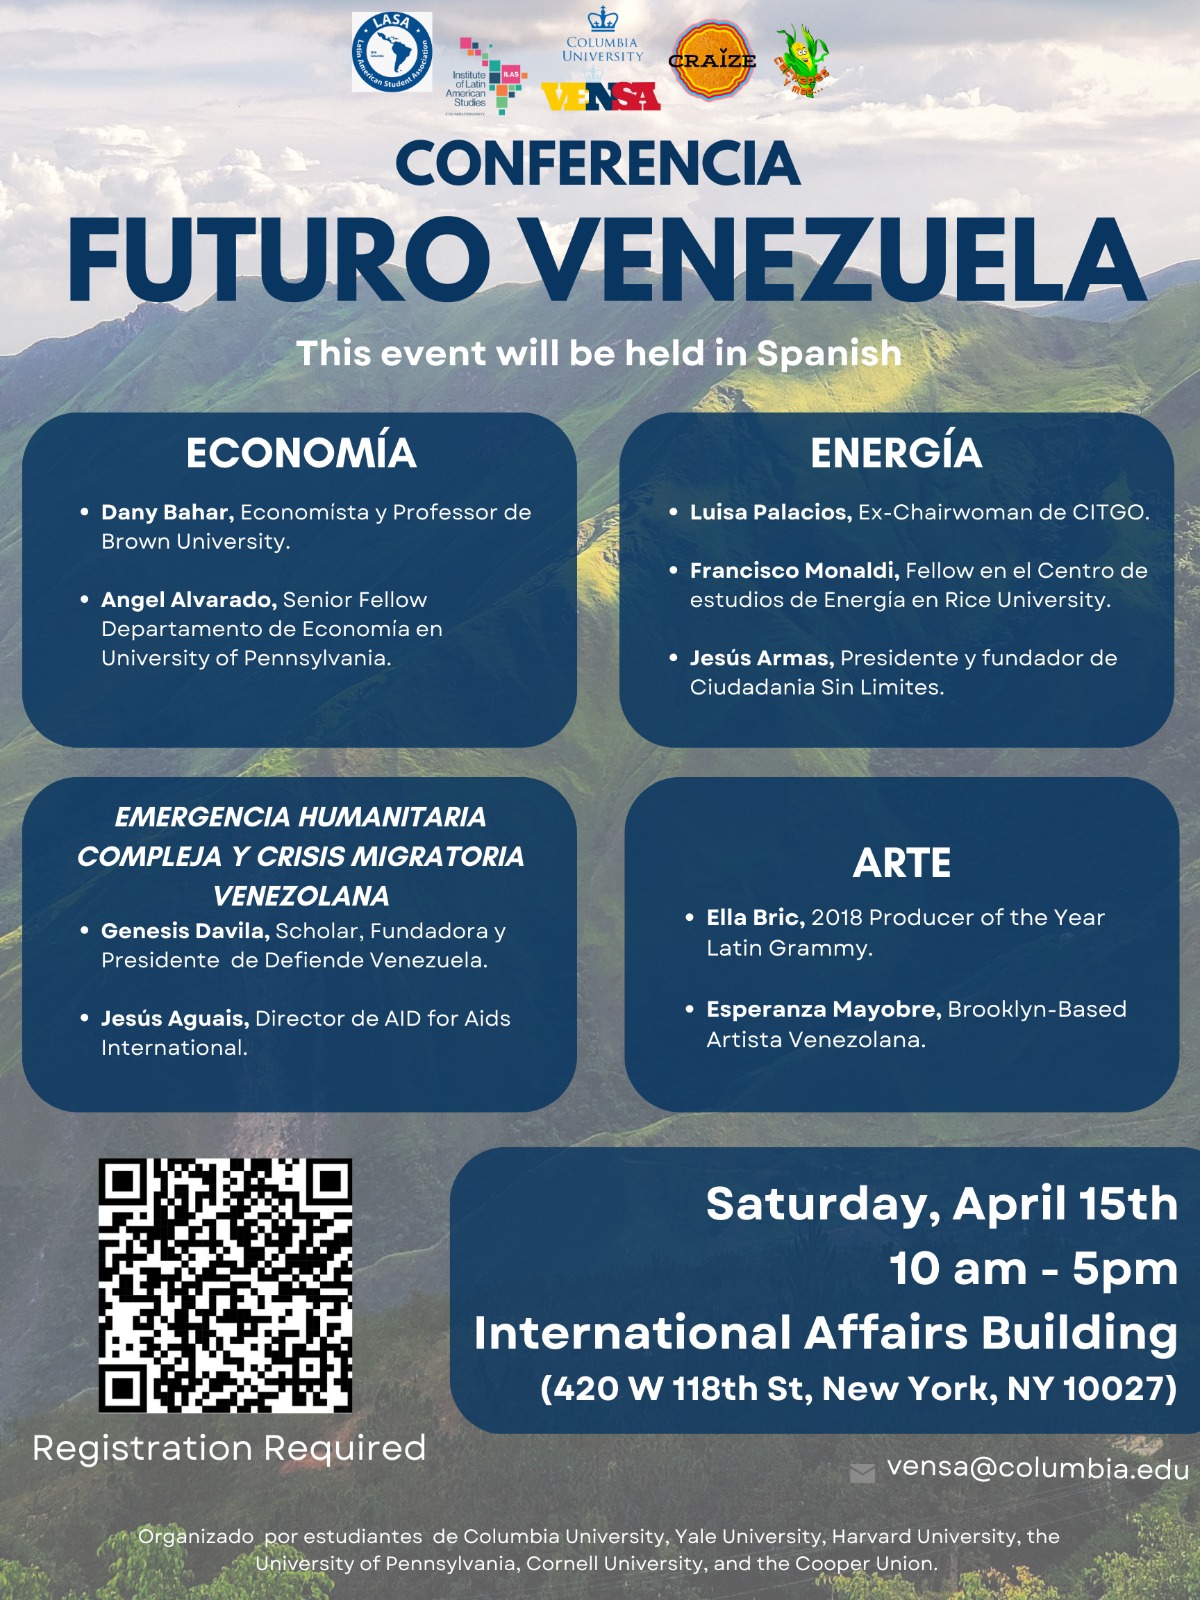 LASA
Latin American Student Association
Institute
of Latin
American
Studies
ILAS
COLUMBIA
UNIVERSITY
VENSA
CRAÏZE
Cachapas
y mas...
CONFERENCIA
FUTURO VENEZUELA
This event will be held in Spanish
ECONOMÍA
• Dany Bahar, Economísta y Professor de
Brown University.
• Angel Alvarado, Senior Fellow
Departamento de Economía en
University of Pennsylvania.
ENERGÍA
• Luisa Palacios, Ex-Chairwoman de CITGO.
• Francisco Monaldi, Fellow en el Centro de
estudios de Energía en Rice University.
• Jesús Armas, Presidente y fundador de
Ciudadania Sin Limites.
EMERGENCIA HUMANITARIA
COMPLEJA Y CRISIS MIGRATORIA
VENEZOLANA
• Genesis Davila, Scholar, Fundadora y
Presidente de Defiende Venezuela.
• Jesús Aguais, Director de AID for Aids
International.
ARTE
• Ella Bric, 2018 Producer of the Year
Latin Grammy.
• Esperanza Mayobre, Brooklyn-Based
Artista Venezolana.
Saturday, April 15th
10 am - 5pm
International Affairs Building
(420 W 118th St, New York, NY 10027)
Registration Required
vensa@columbia.edu
Organizado por estudiantes de Columbia University, Yale University, Harvard University, the
University of Pennsylvania, Cornell University, and the Cooper Union.